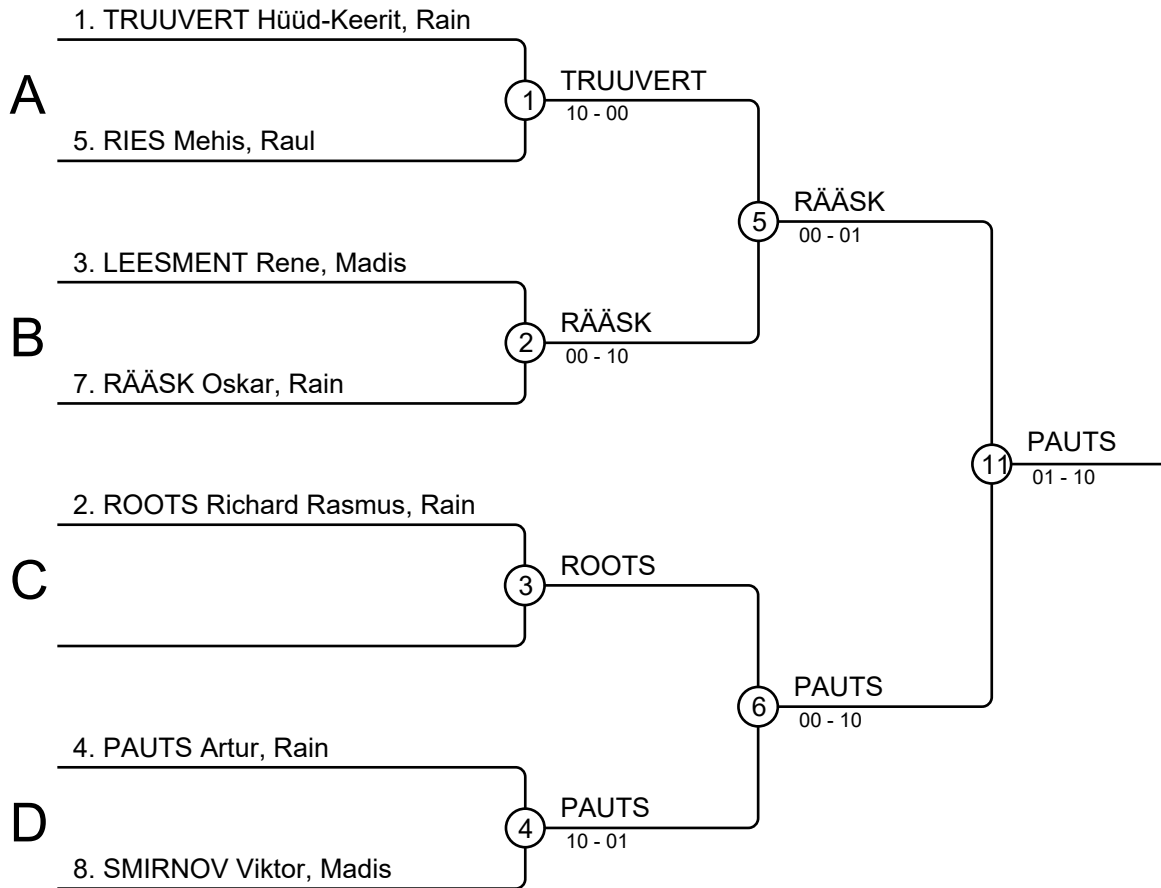 1. TRUUVERT Hüüd-Keerit, Rain
A
1
TRUUVERT
10 - 00
5. RIES Mehis, Raul
5
RÄÄSK
00 - 01
3. LEESMENT Rene, Madis
B
2
RÄÄSK
00 - 10
7. RÄÄSK Oskar, Rain
11
PAUTS
01 - 10
2. ROOTS Richard Rasmus, Rain
C
3
ROOTS
6
PAUTS
00 - 10
4. PAUTS Artur, Rain
D
4
PAUTS
10 - 01
8. SMIRNOV Viktor, Madis